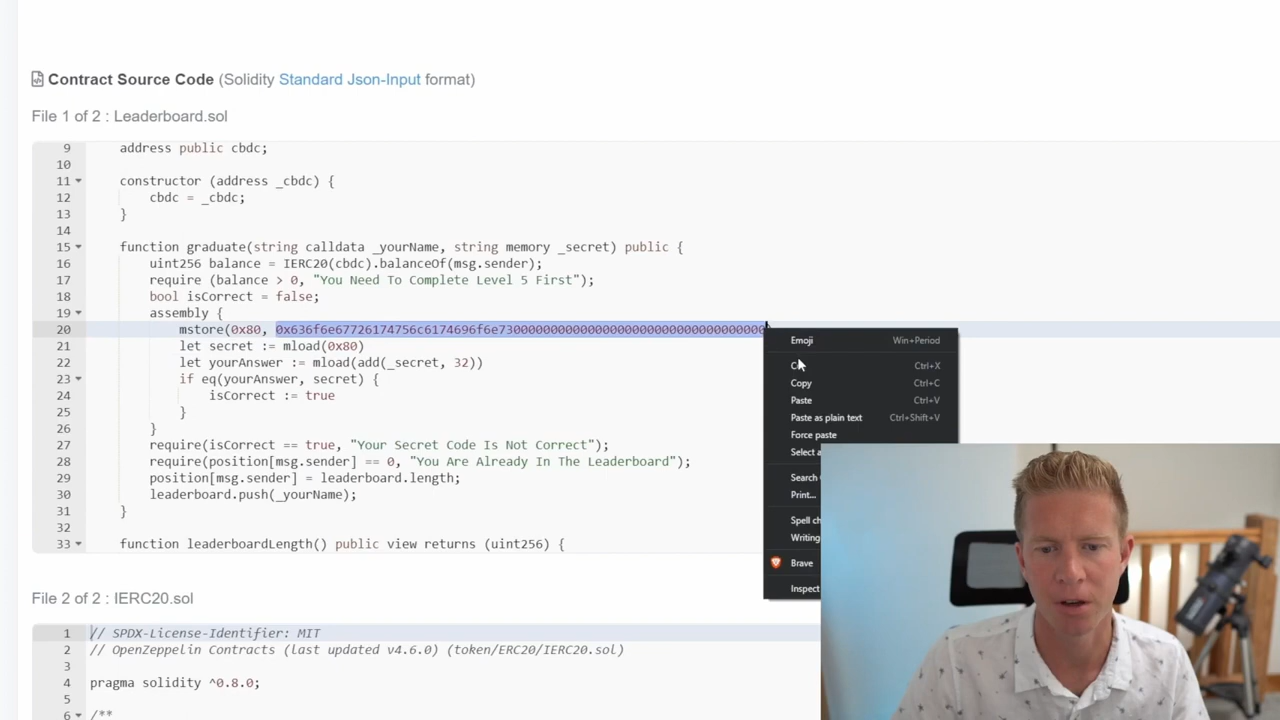 Contract Source Code (Solidity Standard Json-Input format)
File 1 of 2 : Leaderboard.sol
9 address public cbdc;
10
11 constructor (address _cbdc) {
12 cbdc = _cbdc;
13 }
14
15 function graduate(string calldata _yourName, string memory _secret) public {
16 uint256 balance = IERC20(cbdc).balanceOf(msg.sender);
17 require (balance > 0, "You Need To Complete Level 5 First");
18 bool isCorrect = false;
19 assembly {
20 mstore(0x80, 0x636f6e67726174756c6174696f6e730000000000000000000000000000000000
21 let secret := mload(0x80)
22 let yourAnswer := mload(add(_secret, 32))
23 if eq(yourAnswer, secret) {
24 isCorrect := true
25 }
26 }
27 require(isCorrect == true, "Your Secret Code Is Not Correct");
28 require(position[msg.sender] == 0, "You Are Already In The Leaderboard");
29 position[msg.sender] = leaderboard.length;
30 leaderboard.push(_yourName);
31 }
32
33 function leaderboardLength() public view returns (uint256) {
Emoji Win+Period
Ctrl+X
Copy Ctrl+C
Paste Ctrl+V
Paste as plain text Ctrl+Shift+V
Force paste
Select
Search
Print...
Spell
Writing
Brave
Inspect
File 2 of 2 : IERC20.sol
1 // SPDX-License-Identifier: MIT
2 // OpenZeppelin Contracts (last updated v4.6.0) (token/ERC20/IERC20.sol)
3
4 pragma solidity ^0.8.0;
5
6 /**